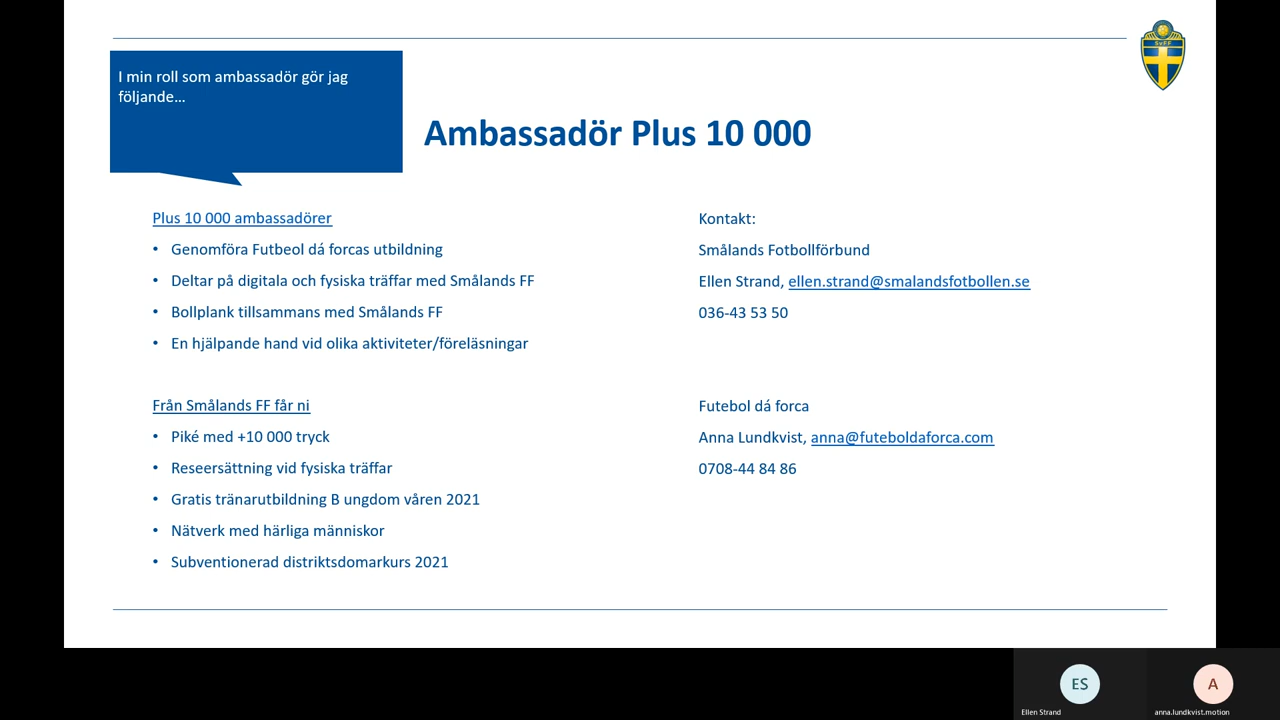 I min roll som ambassadör gör jag
följande...
SvFF
Ambassadör Plus 10 000
Plus 10 000 ambassadörer
• Genomföra Futbeol dá forcas utbildning
• Deltar på digitala och fysiska träffar med Smålands FF
• Bollplank tillsammans med Smålands FF
• En hjälpande hand vid olika aktiviteter/föreläsningar
Från Smålands FF får ni
• Piké med +10 000 tryck
• Reseersättning vid fysiska träffar
• Gratis tränarutbildning B ungdom våren 2021
• Nätverk med härliga människor
• Subventionerad distriktsdomarkurs 2021
Kontakt:
Smålands Fotbollförbund
Ellen Strand, ellen.strand@smalandsfotbollen.se
036-43 53 50
Futebol dá forca
Anna Lundkvist, anna@futeboldaforca.com
0708-44 84 86
ES
Ellen Strand
A
anna.lundkvist.motion